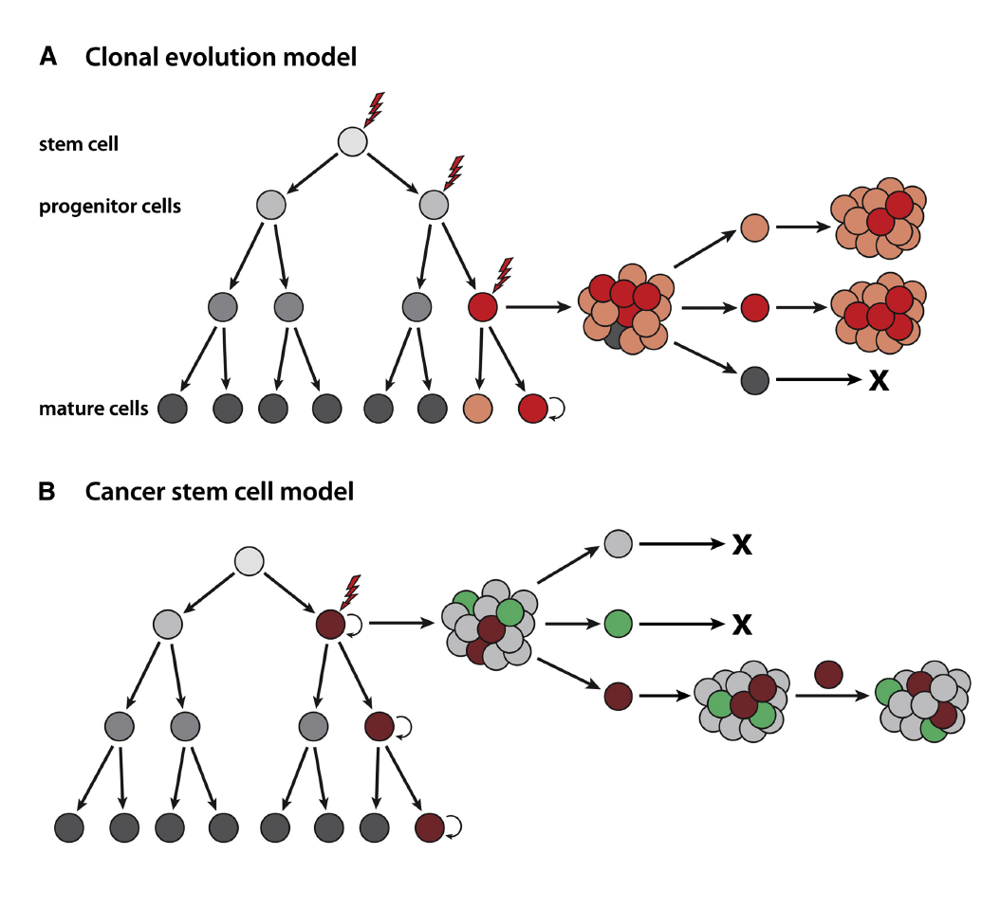 A Clonal evolution model
stem cell
progenitor cells
mature cells
X
B Cancer stem cell model
X
X